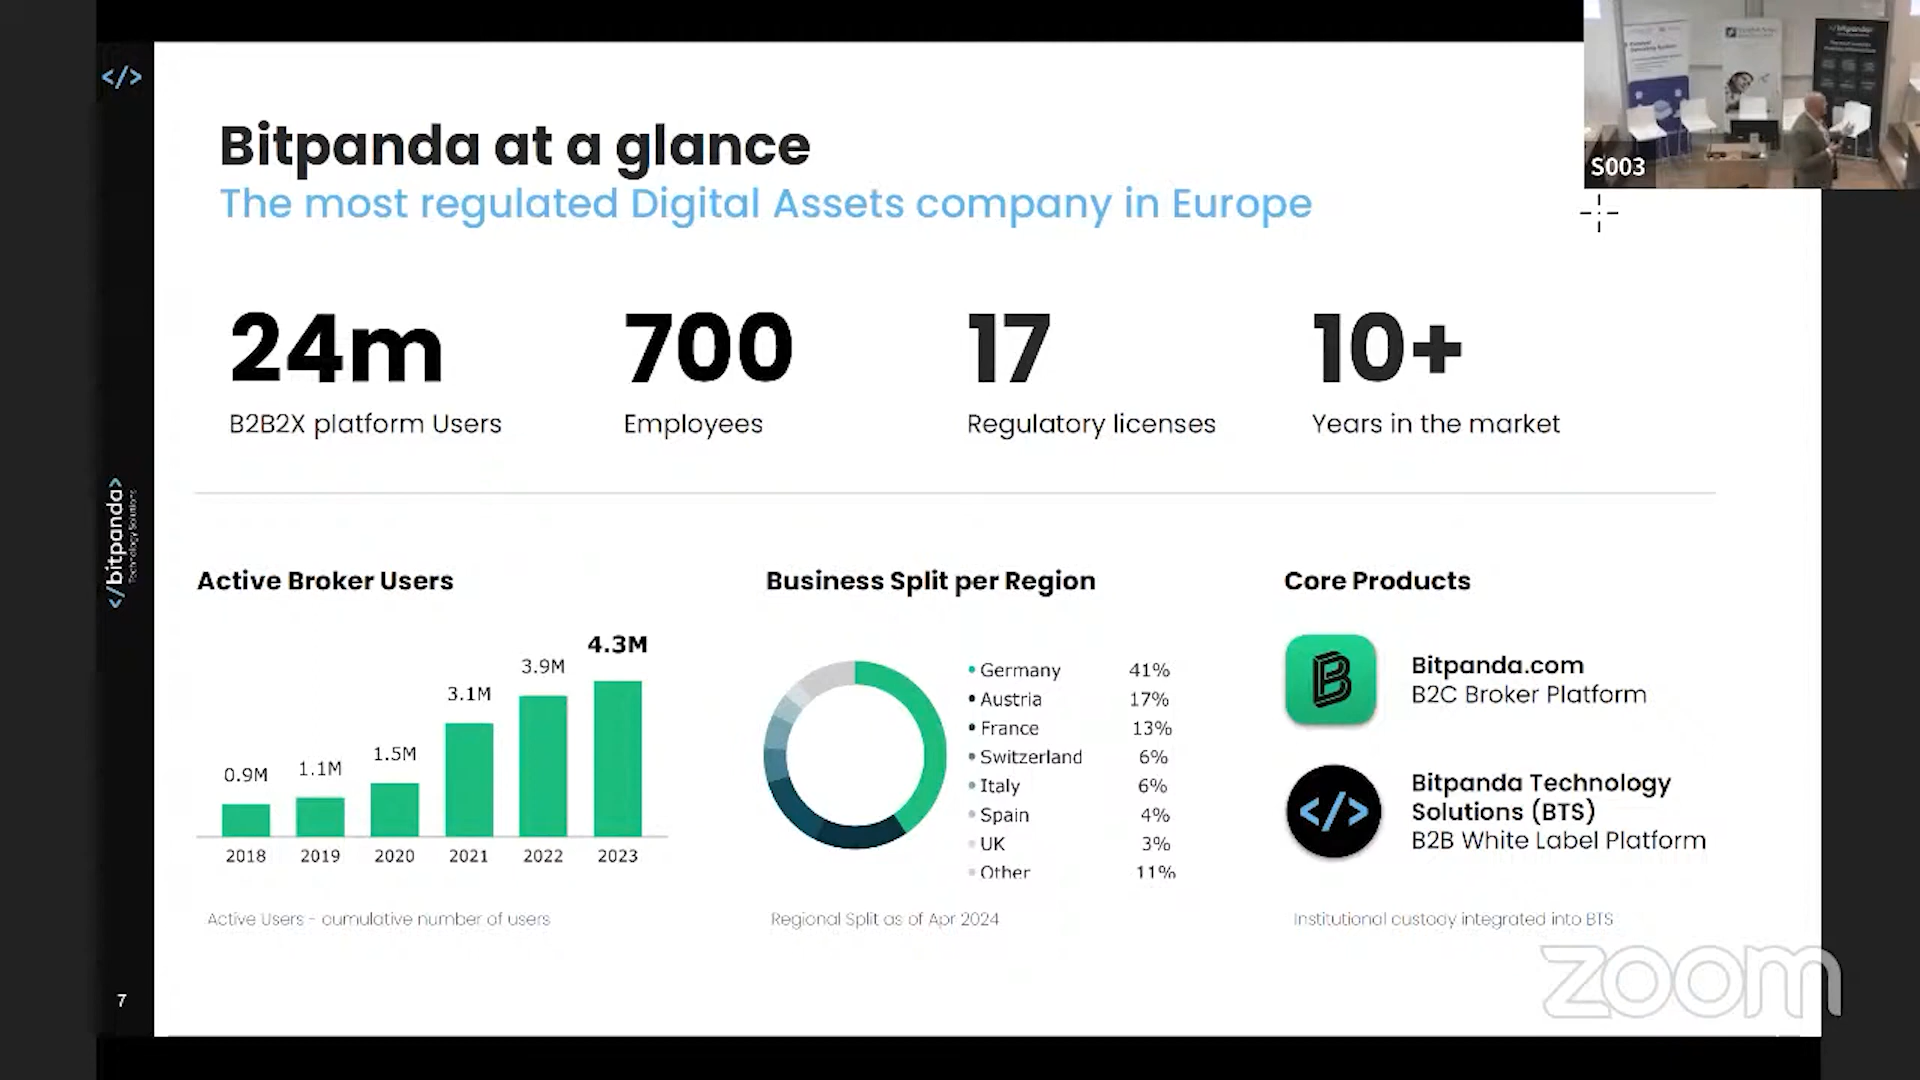 </>
Bitpanda at a glance
The most regulated Digital Assets company in Europe
S003
24m
B2B2X platform Users
700
Employees
17
Regulatory licenses
10+
Years in the market
</bitpanda>
Technology Solutions
Active Broker Users
0.9M
1.1M
1.5M
3.1M
3.9M
4.3M
2018 2019 2020 2021 2022 2023
Active Users - cumulative number of users
Business Split per Region
• Germany 41%
• Austria 17%
• France 13%
• Switzerland 6%
• Italy 6%
• Spain 4%
• UK 3%
• Other 11%
Regional Split as of Apr 2024
Core Products
Bitpanda.com
B2C Broker Platform
</>
Bitpanda Technology
Solutions (BTS)
B2B White Label Platform
Institutional custody integrated into BTS
7
zoom